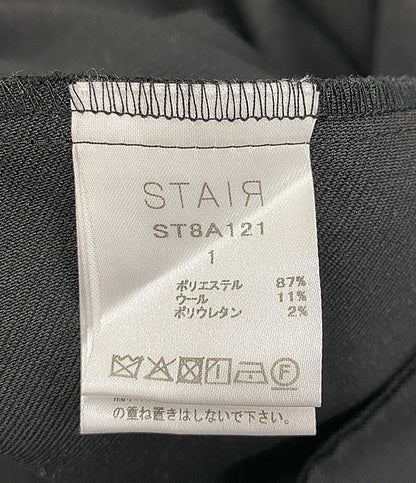 STAIR
ST8A121
1
ポリエステル 87%
ウール 11%
ポリウレタン 2%
F
の重ね置きはしないで下さい。